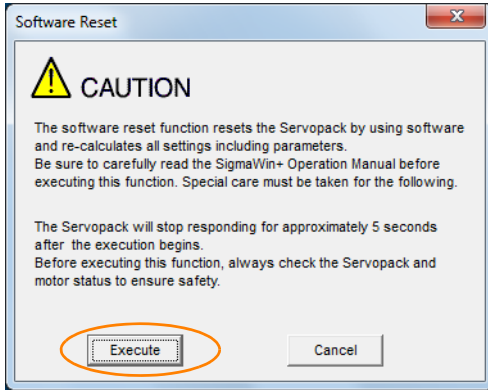 Software Reset
CAUTION
The software reset function resets the Servopack by using software
and re-calculates all settings including parameters.
Be sure to carefully read the SigmaWin+ Operation Manual before
executing this function. Special care must be taken for the following.
The Servopack will stop responding for approximately 5 seconds
after  the execution begins.
Before executing this function, always check the Servopack and
motor status to ensure safety.
Execute
Cancel